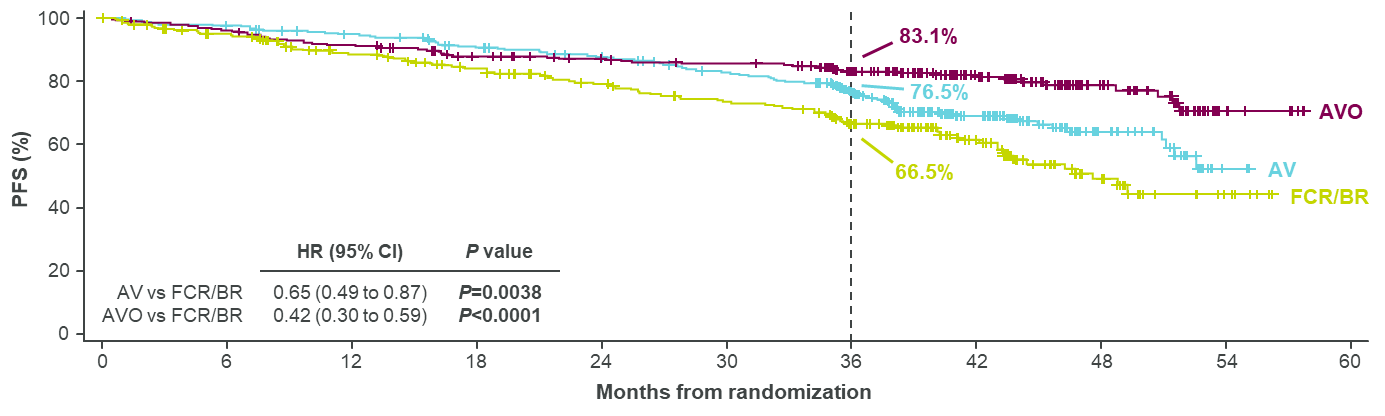 100
80
60
40
20
0
PFS (%)
83.1%
76.5%
66.5%
AVO
AV
FCR/BR
HR (95% CI) P value
AV vs FCR/BR 0.65 (0.49 to 0.87) P=0.0038
AVO vs FCR/BR 0.42 (0.30 to 0.59) P<0.0001
0 6 12 18 24 30 36 42 48 54 60
Months from randomization